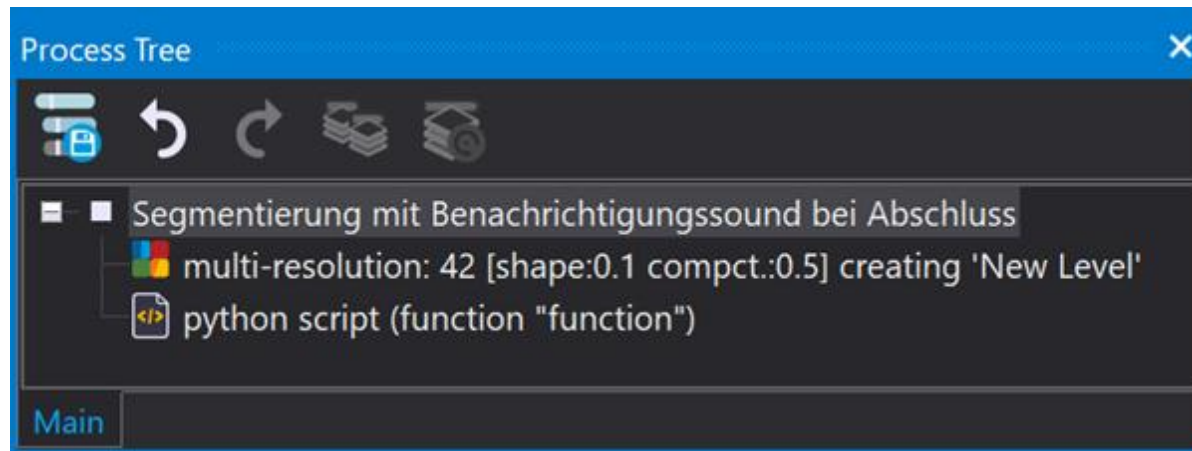 Process Tree
Segmentierung mit Benachrichtigungssound bei Abschluss
multi-resolution: 42 [shape:0.1 compct.:0.5] creating 'New Level'
python script (function "function")
Main